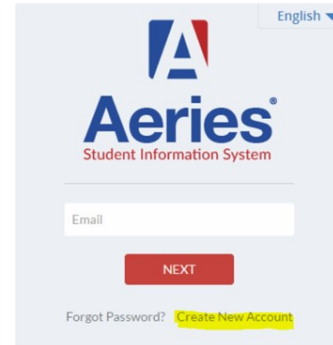 English
A
Aeries®
Student Information System
Email
NEXT
Forgot Password? Create New Account